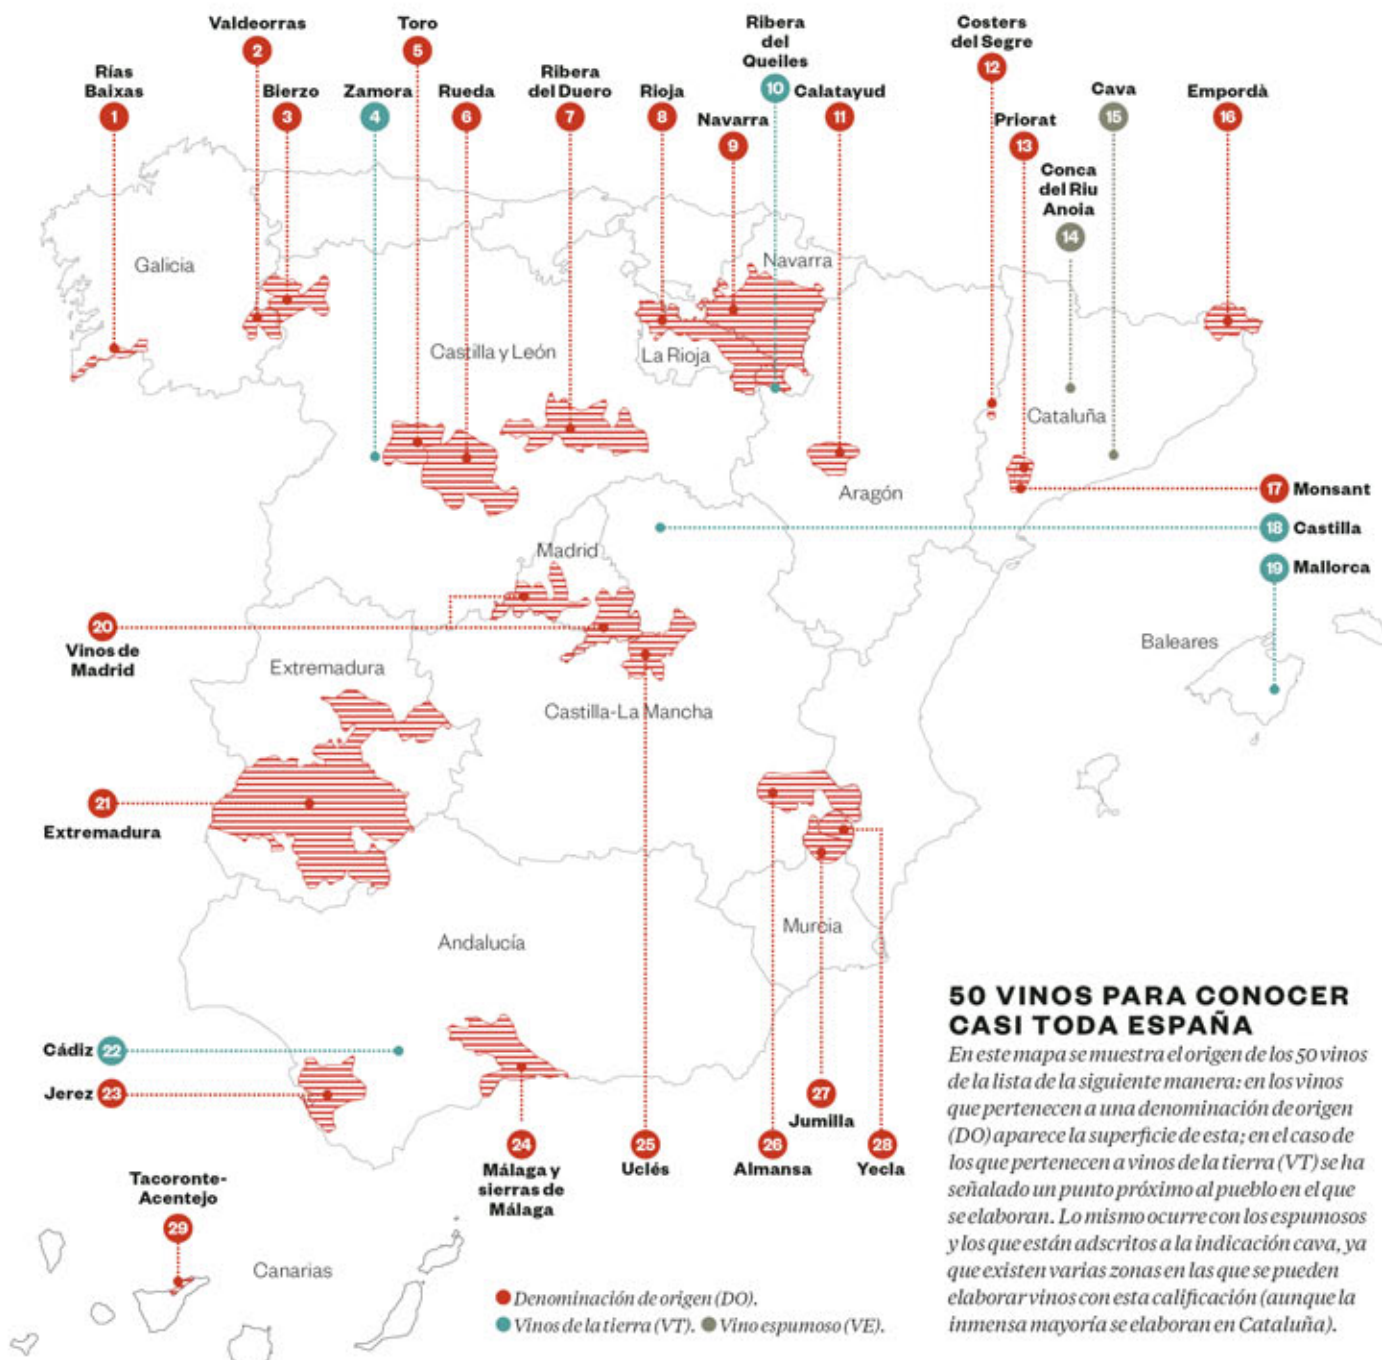 Valdeorras
2
Toro
5
Ribera
del
Queiles
10
Costers
del Segre
12
Rías
Baixas
1
Bierzo
3
Zamora
4
Rueda
6
Ribera
del Duero
7
Rioja
8
Navarra
9
Calatayud
11
Priorat
13
Conca
del Riu
Anoia
14
Cava
15
Empordà
16
Galicia
Navarra
Castilla y León
La Rioja
Cataluña
Aragón
17 Monsant
18 Castilla
19 Mallorca
Madrid
20
Vinos de
Madrid
Baleares
Extremadura
Castilla-La Mancha
21
Extremadura
Murcia
Andalucía
Cádiz 22
Jerez 23
24
Málaga y
sierras de
Málaga
25
Uclés
26
Almansa
27
Jumilla
28
Yecla
Tacoronte-
Acentejo
29
Canarias
50 VINOS PARA CONOCER
CASI TODA ESPAÑA
En este mapa se muestra el origen de los 50 vinos
de la lista de la siguiente manera: en los vinos
que pertenecen a una denominación de origen
(DO) aparece la superficie de esta; en el caso de
los que pertenecen a vinos de la tierra (VT) se ha
señalado un punto próximo al pueblo en el que
se elaboran. Lo mismo ocurre con los espumosos
y los que están adscritos a la indicación cava, ya
que existen varias zonas en las que se pueden
elaborar vinos con esta calificación (aunque la
inmensa mayoría se elaboran en Cataluña).
Denominación de origen (DO).
Vinos de la tierra (VT). Vino espumoso (VE).